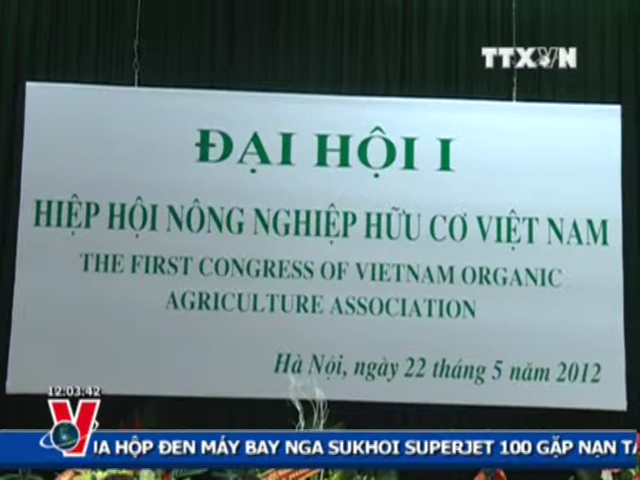 TTXVN
ĐẠI HỘI I
HIỆP HỘI NÔNG NGHIỆP HỮU CƠ VIỆT NAM
THE FIRST CONGRESS OF VIETNAM ORGANIC
AGRICULTURE ASSOCIATION
Hà Nội, ngày 22 tháng 5 năm 2012
12:03:42
HỘP ĐEN MÁY BAY NGA SUKHOI SUPERJET 100 GẶP NẠN